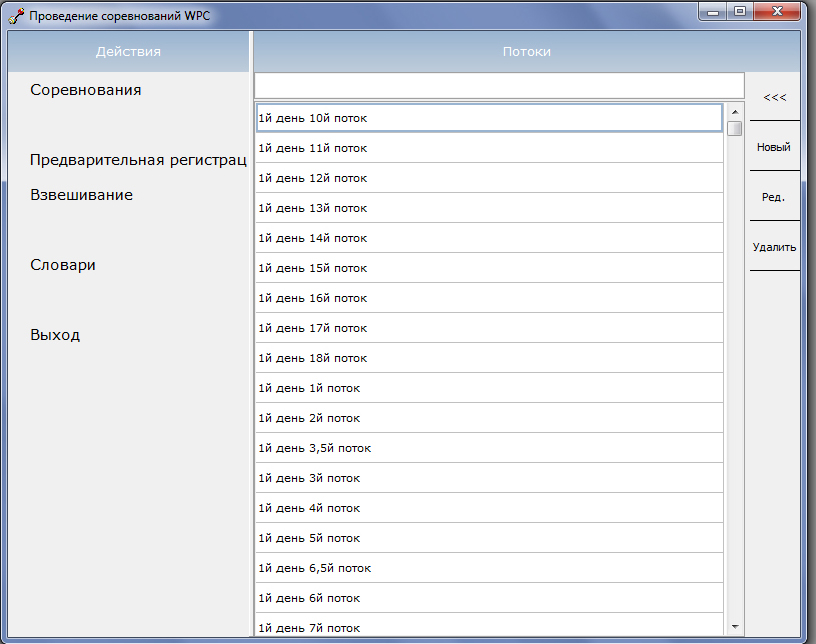 Проведение соревнований WPC
Действия
Потоки
Соревнования
Предварительная регистрац
Взвешивание
Словари
Выход
1й день 10й поток
1й день 11й поток
1й день 12й поток
1й день 13й поток
1й день 14й поток
1й день 15й поток
1й день 16й поток
1й день 17й поток
1й день 18й поток
1й день 1й поток
1й день 2й поток
1й день 3,5й поток
1й день 3й поток
1й день 4й поток
1й день 5й поток
1й день 6,5й поток
1й день 6й поток
1й день 7й поток
<<<
Новый
Ред.
Удалить